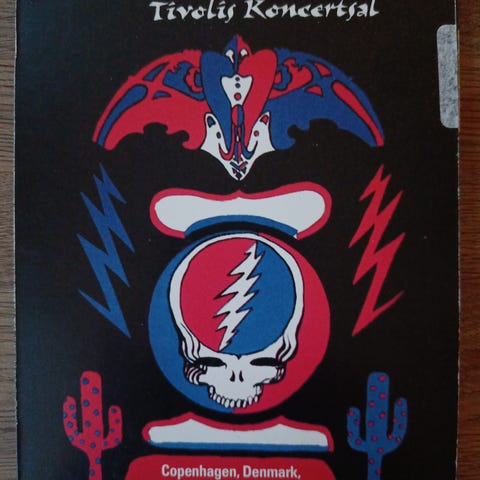 Tivolis Koncertsal
Copenhagen, Denmark,